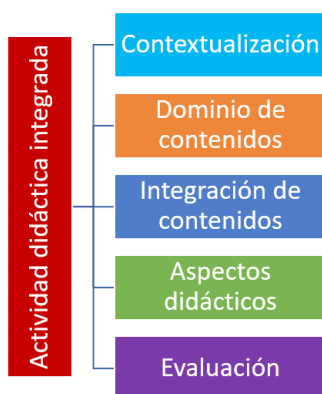 Actividad didáctica integrada
Contextualización
Dominio de
contenidos
Integración de
contenidos
Aspectos
didácticos
Evaluación